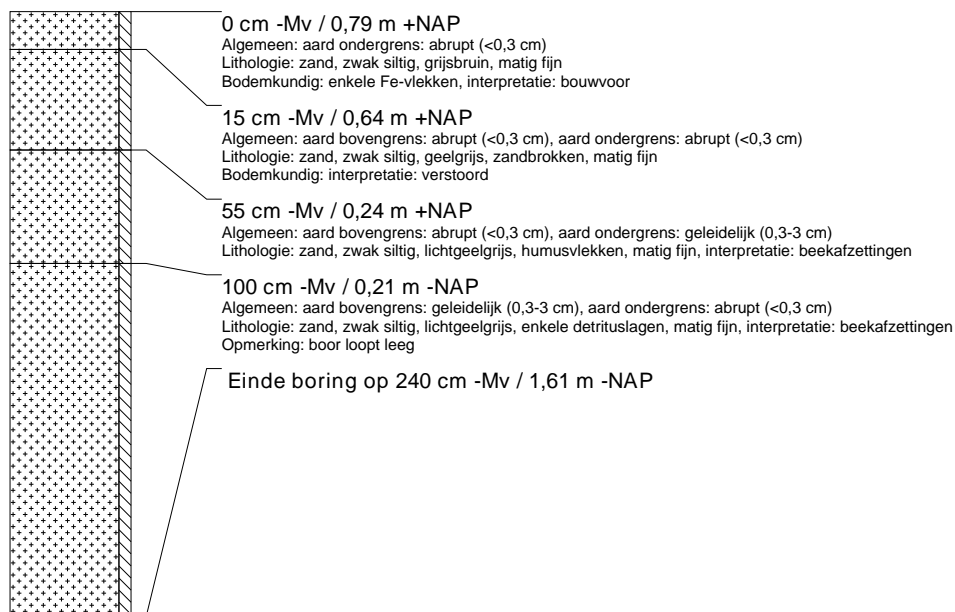 0 cm -Mv / 0,79 m +NAP
Algemeen: aard ondergrens: abrupt (<0,3 cm)
Lithologie: zand, zwak siltig, grijsbruin, matig fijn
Bodemkundig: enkele Fe-vlekken, interpretatie: bouwvoor
15 cm -Mv / 0,64 m +NAP
Algemeen: aard bovengrens: abrupt (<0,3 cm), aard ondergrens: abrupt (<0,3 cm)
Lithologie: zand, zwak siltig, geelgrijs, zandbrokken, matig fijn
Bodemkundig: interpretatie: verstoord
55 cm -Mv / 0,24 m +NAP
Algemeen: aard bovengrens: abrupt (<0,3 cm), aard ondergrens: geleidelijk (0,3-3 cm)
Lithologie: zand, zwak siltig, lichtgeelgrijs, humusvlekken, matig fijn, interpretatie: beekafzettingen
100 cm -Mv / 0,21 m -NAP
Algemeen: aard bovengrens: geleidelijk (0,3-3 cm), aard ondergrens: abrupt (<0,3 cm)
Lithologie: zand, zwak siltig, lichtgeelgrijs, enkele detrituslagen, matig fijn, interpretatie: beekafzettingen
Opmerking: boor loopt leeg
Einde boring op 240 cm -Mv / 1,61 m -NAP